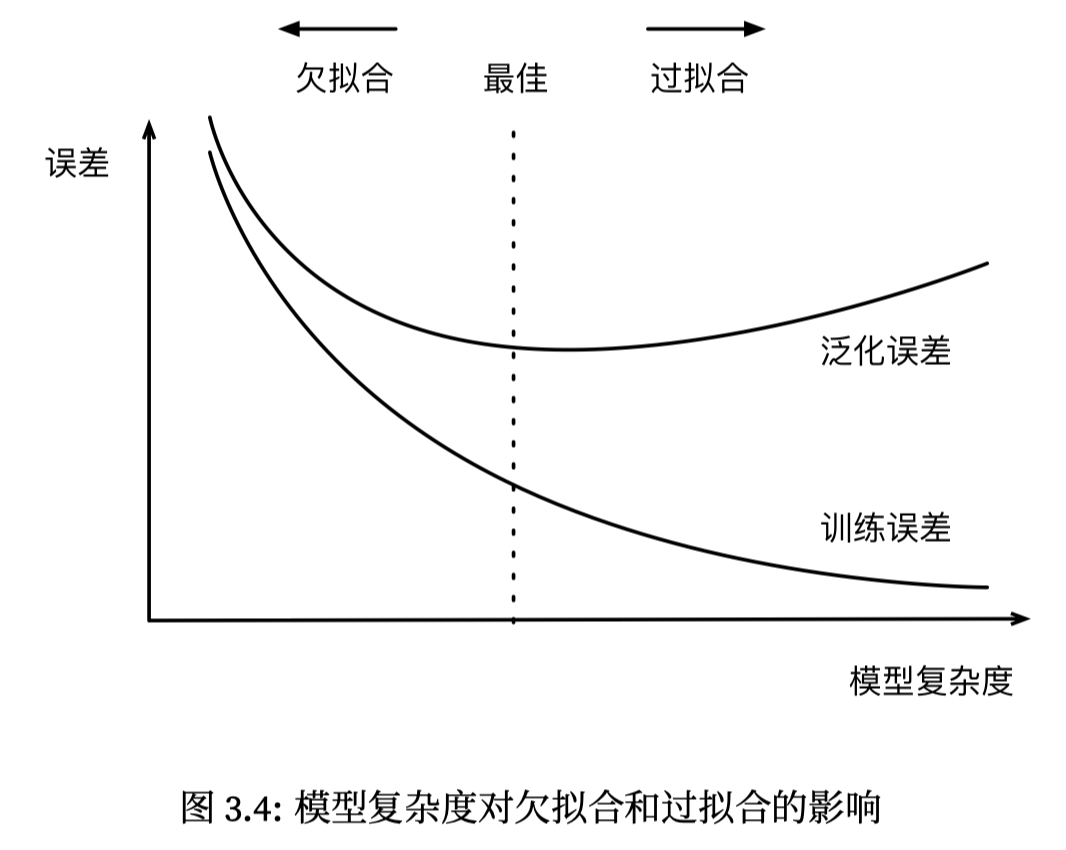 欠拟合 最佳 过拟合
误差
泛化误差
训练误差
模型复杂度
图 3.4: 模型复杂度对欠拟合和过拟合的影响